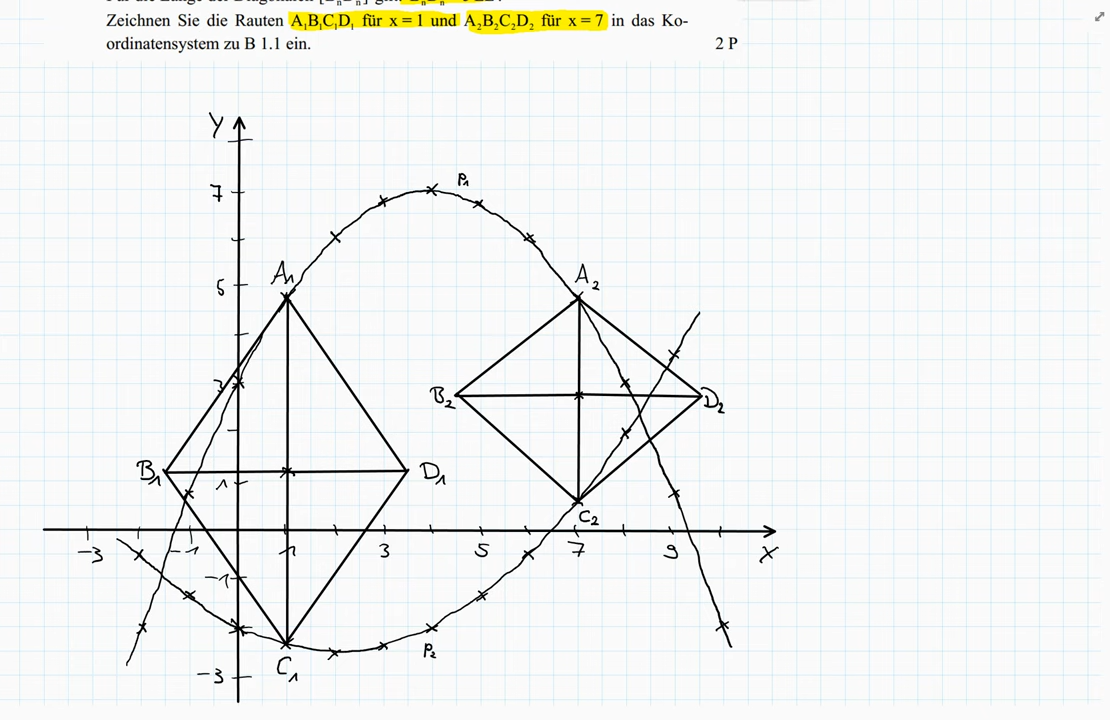 Zeichnen Sie die Rauten A₁B₁C₁D₁ für x = 1 und A₂B₂C₂D₂ für x = 7 in das Ko-
ordinatensystem zu B 1.1 ein. 2 P
y
7 P₁
A₁ A₂
5
3
B₂ D₂
B₁ D₁
1
C₂
-3 -1 1 3 5 7 9 x
-1
P₂
-3 C₁